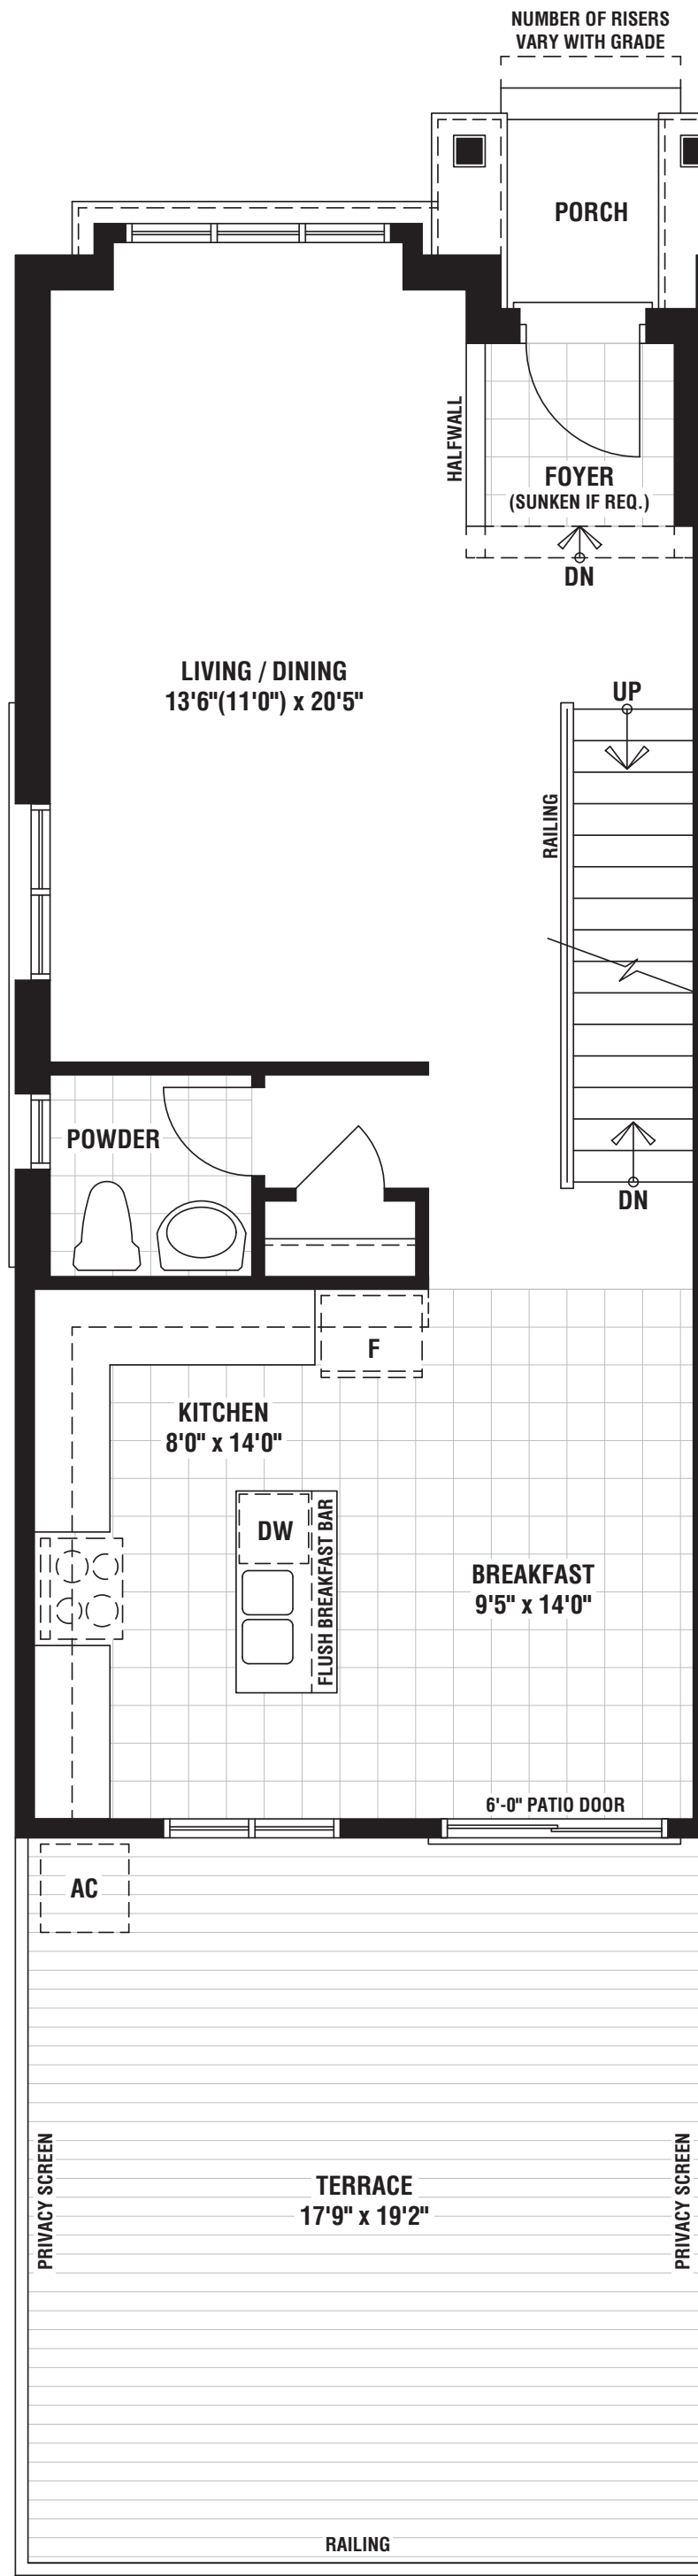 NUMBER OF RISERS
VARY WITH GRADE
PORCH
HALFWALL
FOYER
(SUNKEN IF REQ.)
DN
LIVING / DINING
13'6"(11'0") x 20'5"
UP
RAILING
POWDER
DN
F
KITCHEN
8'0" x 14'0"
DW
FLUSH BREAKFAST BAR
BREAKFAST
9'5" x 14'0"
6'-0" PATIO DOOR
AC
PRIVACY SCREEN
TERRACE
17'9" x 19'2"
PRIVACY SCREEN
RAILING